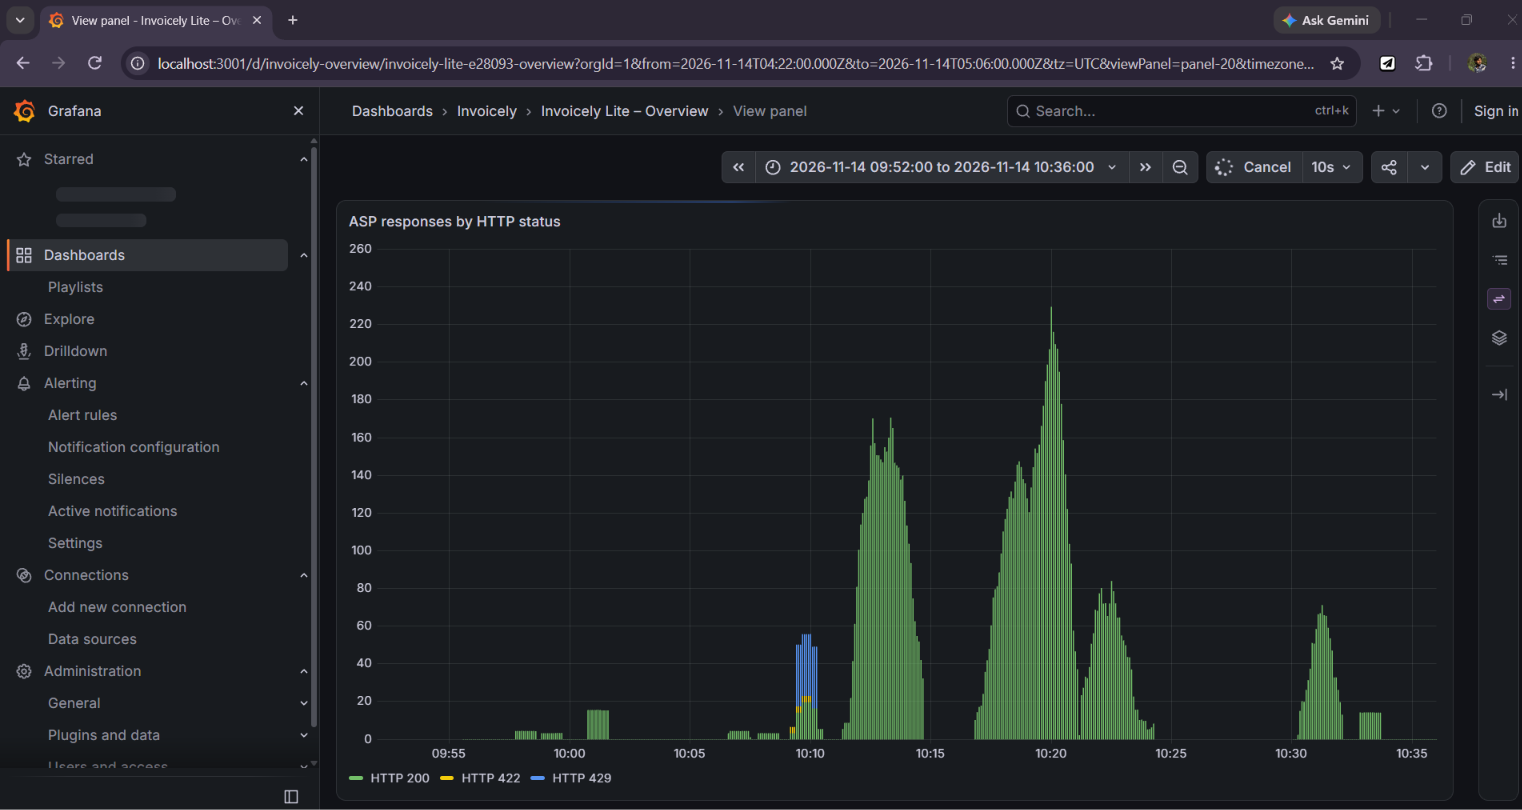 View panel - Invoicely Lite – Ov
Ask Gemini
localhost:3001/d/invoicely-overview/invoicely-lite-e28093-overview?orgId=1&from=2026-11-14T04:22:00.000Z&to=2026-11-14T05:06:00.000Z&tz=UTC&viewPanel=panel-20&timezone...
Grafana
Dashboards › Invoicely › Invoicely Lite – Overview › View panel
Search... ctrl+k
Sign in
Starred
Dashboards
Playlists
Explore
Drilldown
Alerting
Alert rules
Notification configuration
Silences
Active notifications
Settings
Connections
Add new connection
Data sources
Administration
General
Plugins and data
Users and access
2026-11-14 09:52:00 to 2026-11-14 10:36:00
Cancel
10s
Edit
ASP responses by HTTP status
260
240
220
200
180
160
140
120
100
80
60
40
20
0
09:55 10:00 10:05 10:10 10:15 10:20 10:25 10:30 10:35
HTTP 200 HTTP 422 HTTP 429